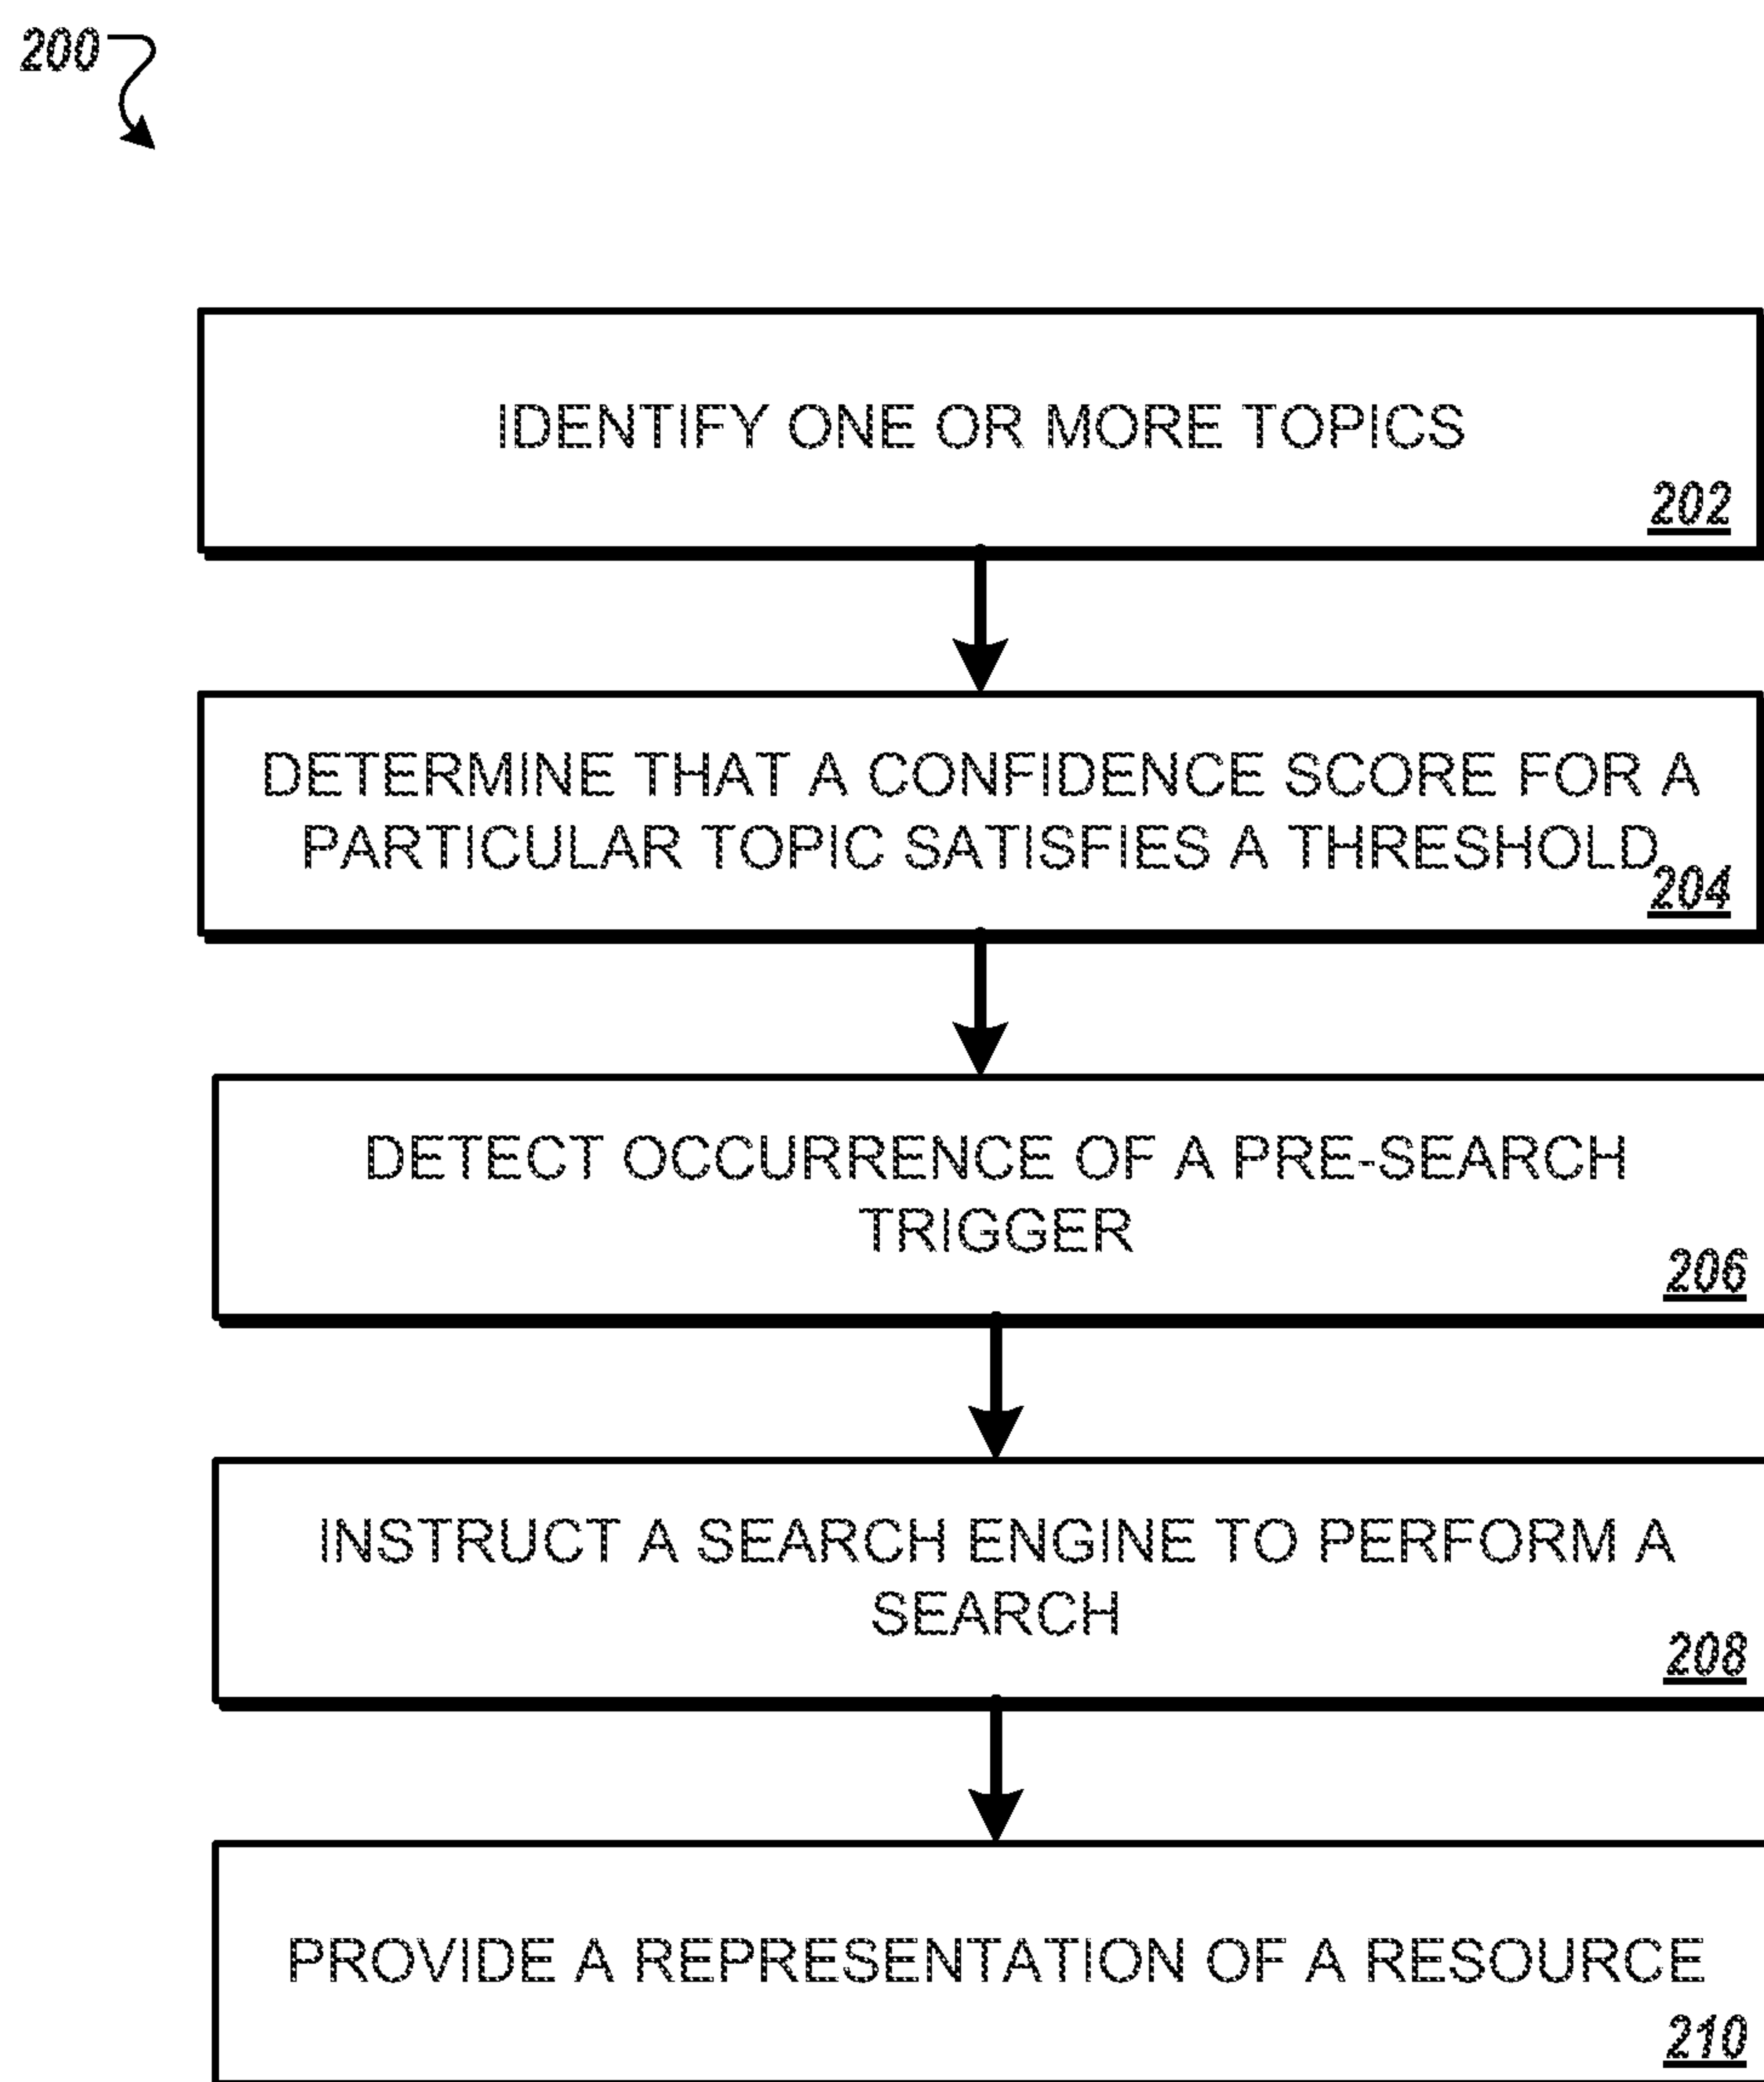 200
IDENTIFY ONE OR MORE TOPICS
202
DETERMINE THAT A CONFIDENCE SCORE FOR A
PARTICULAR TOPIC SATISFIES A THRESHOLD
204
DETECT OCCURRENCE OF A PRE-SEARCH
TRIGGER
206
INSTRUCT A SEARCH ENGINE TO PERFORM A
SEARCH
208
PROVIDE A REPRESENTATION OF A RESOURCE
210